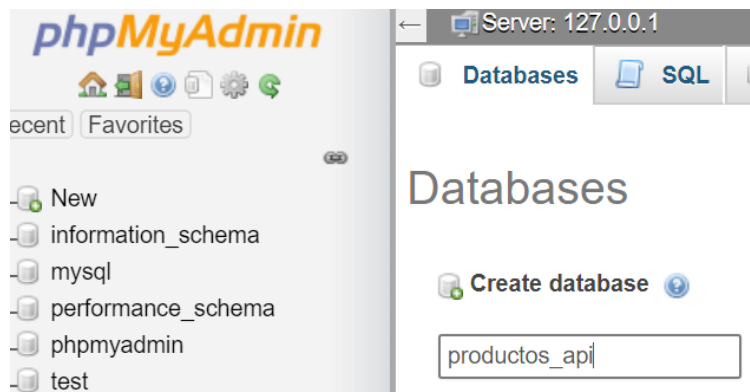 phpMyAdmin
ecent Favorites
New
information_schema
mysql
performance_schema
phpmyadmin
test
Server: 127.0.0.1
Databases SQL
Databases
Create database
productos_api